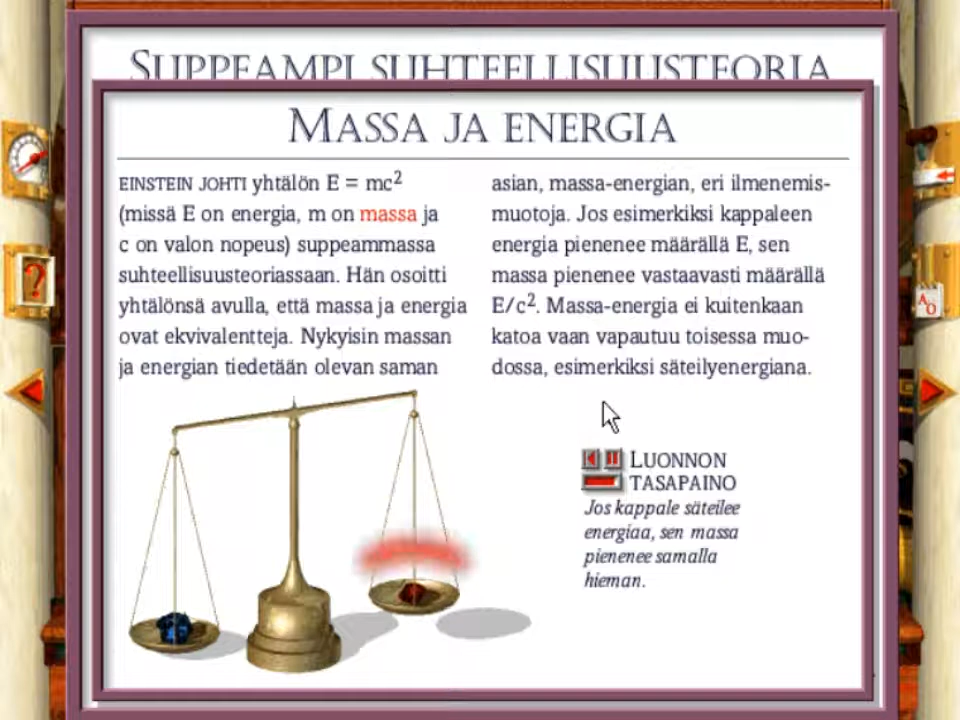 SUPPEAMPI SUHTEELLISUUSTEORIA
MASSA JA ENERGIA
EINSTEIN JOHTI yhtälön E = mc²
(missä E on energia, m on massa ja
c on valon nopeus) suppeammassa
suhteellisuusteoriassaan. Hän osoitti
yhtälönsä avulla, että massa ja energia
ovat ekvivalentteja. Nykyisin massan
ja energian tiedetään olevan saman
asian, massa-energian, eri ilmenemis-
muotoja. Jos esimerkiksi kappaleen
energia pienenee määrällä E, sen
massa pienenee vastaavasti määrällä
E/c². Massa-energia ei kuitenkaan
katoa vaan vapautuu toisessa muo-
dossa, esimerkiksi säteilyenergiana.
LUONNON
TASAPAINO
Jos kappale säteilee
energiaa, sen massa
pienenee samalla
hieman.
?
A
O